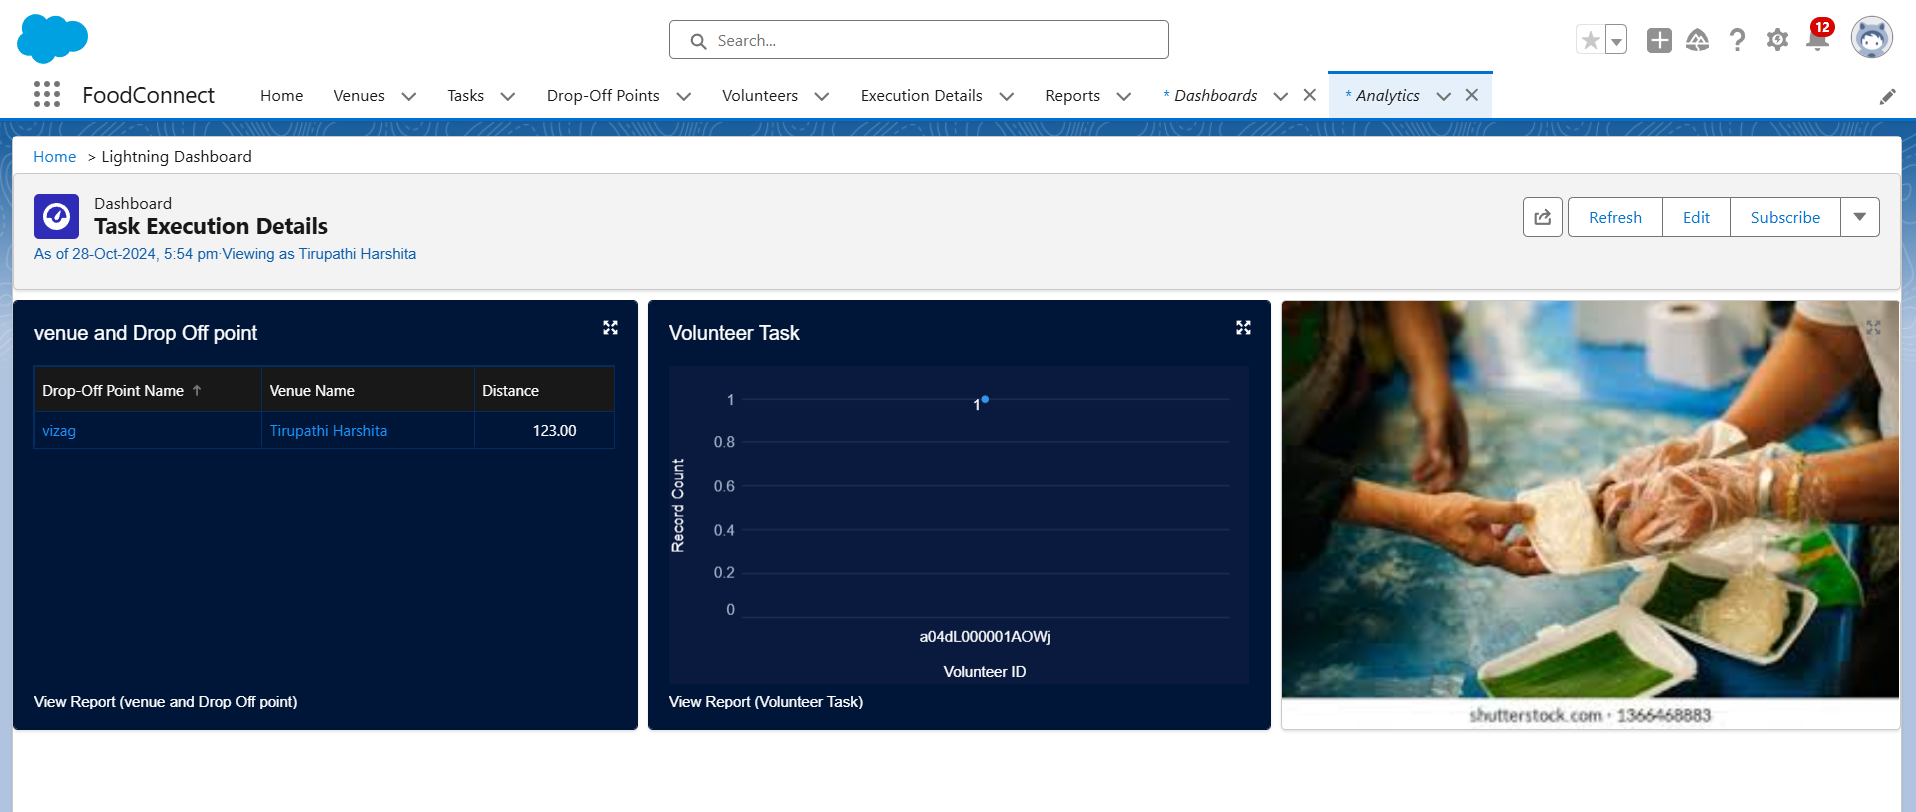 Search...
12
FoodConnect
Home
Venues
Tasks
Drop-Off Points
Volunteers
Execution Details
Reports
* Dashboards
* Analytics
Home > Lightning Dashboard
Dashboard
Task Execution Details
As of 28-Oct-2024, 5:54 pm·Viewing as Tirupathi Harshita
Refresh
Edit
Subscribe
venue and Drop Off point
Drop-Off Point Name ↑ Venue Name Distance
vizag Tirupathi Harshita 123.00
View Report (venue and Drop Off point)
Volunteer Task
1
1
0.8
0.6
0.4
0.2
0
Record Count
a04dL000001AOWj
Volunteer ID
View Report (Volunteer Task)
shutterstock.com · 1366468883